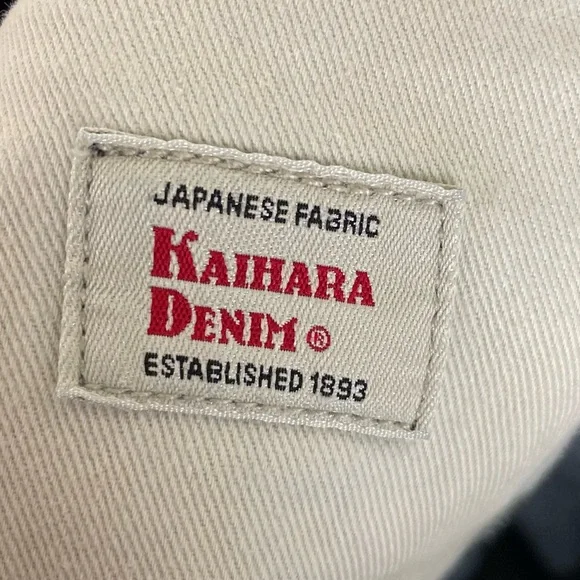 JAPANESE FABRIC
KAIHARA
DENIM ®
ESTABLISHED 1893